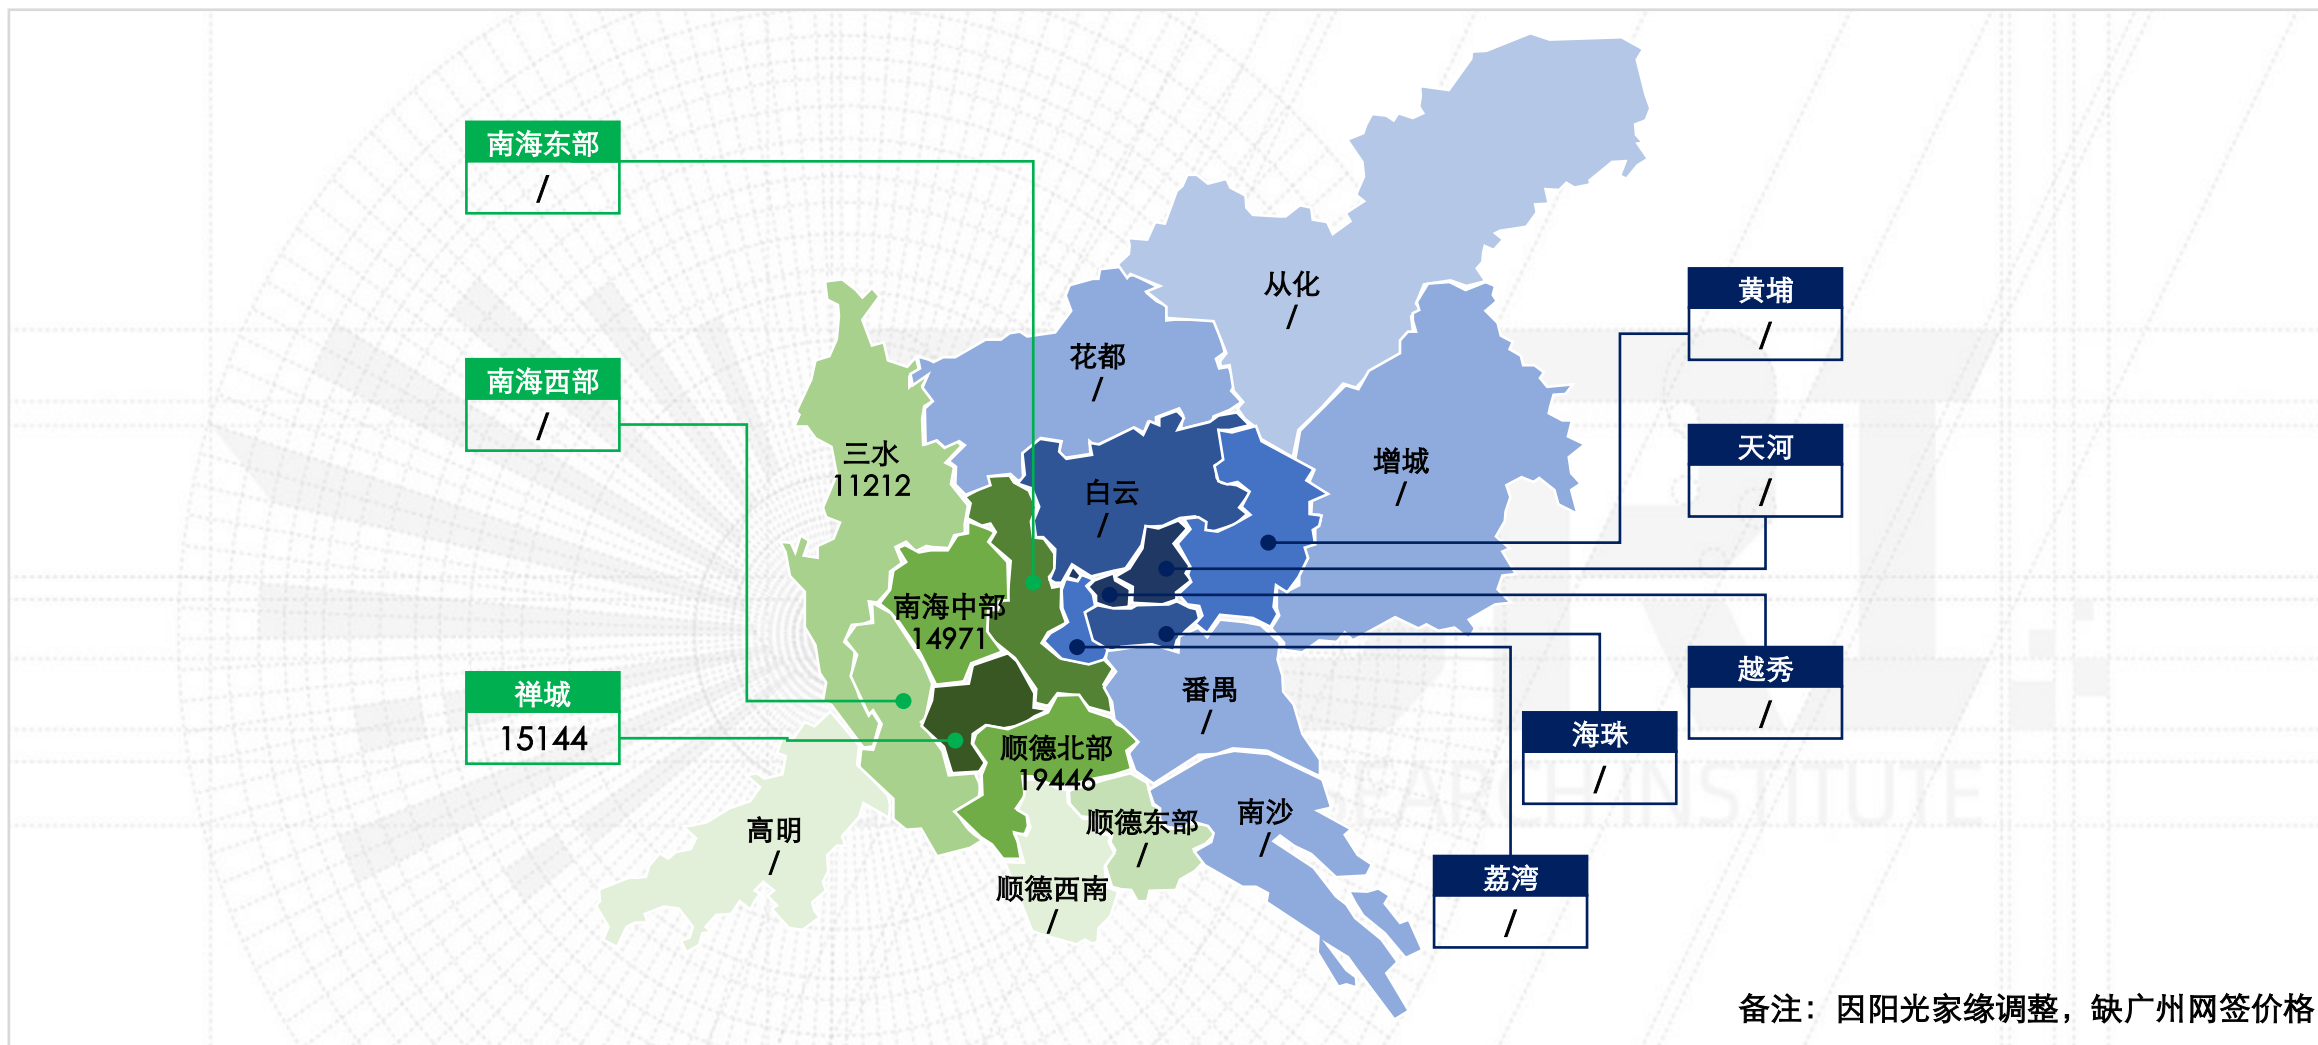 南海东部
/
南海西部
/
禅城
15144
从化
/
花都
/
三水
11212
白云
/
增城
/
南海中部
14971
番禺
/
顺德北部
19446
顺德东部
/
南沙
/
高明
/
顺德西南
/
黄埔
/
天河
/
越秀
/
海珠
/
荔湾
/
备注：因阳光家缘调整，缺广州网签价格